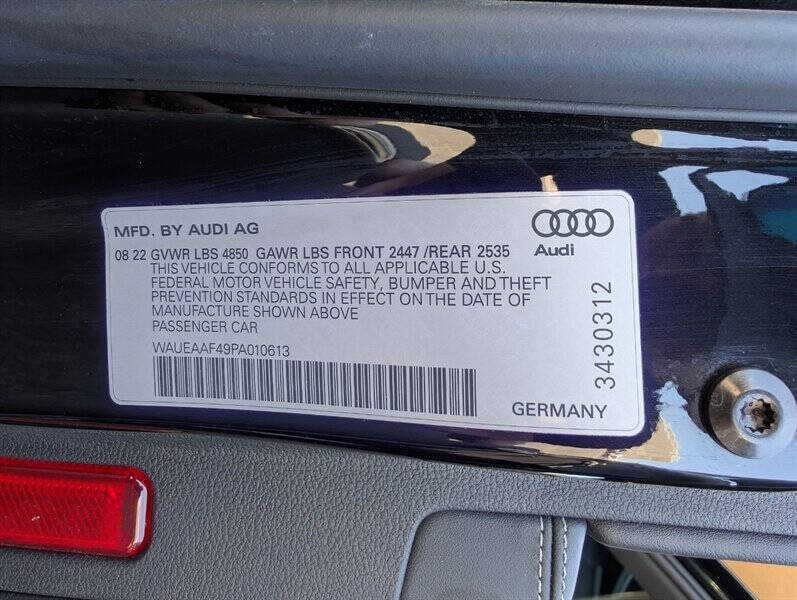 MFD. BY AUDI AG
08 22 GVWR LBS 4850 GAWR LBS FRONT 2447 /REAR 2535
THIS VEHICLE CONFORMS TO ALL APPLICABLE U.S.
FEDERAL MOTOR VEHICLE SAFETY, BUMPER AND THEFT
PREVENTION STANDARDS IN EFFECT ON THE DATE OF
MANUFACTURE SHOWN ABOVE
PASSENGER CAR
WAUEAAF49PA010613
Audi
3430312
GERMANY